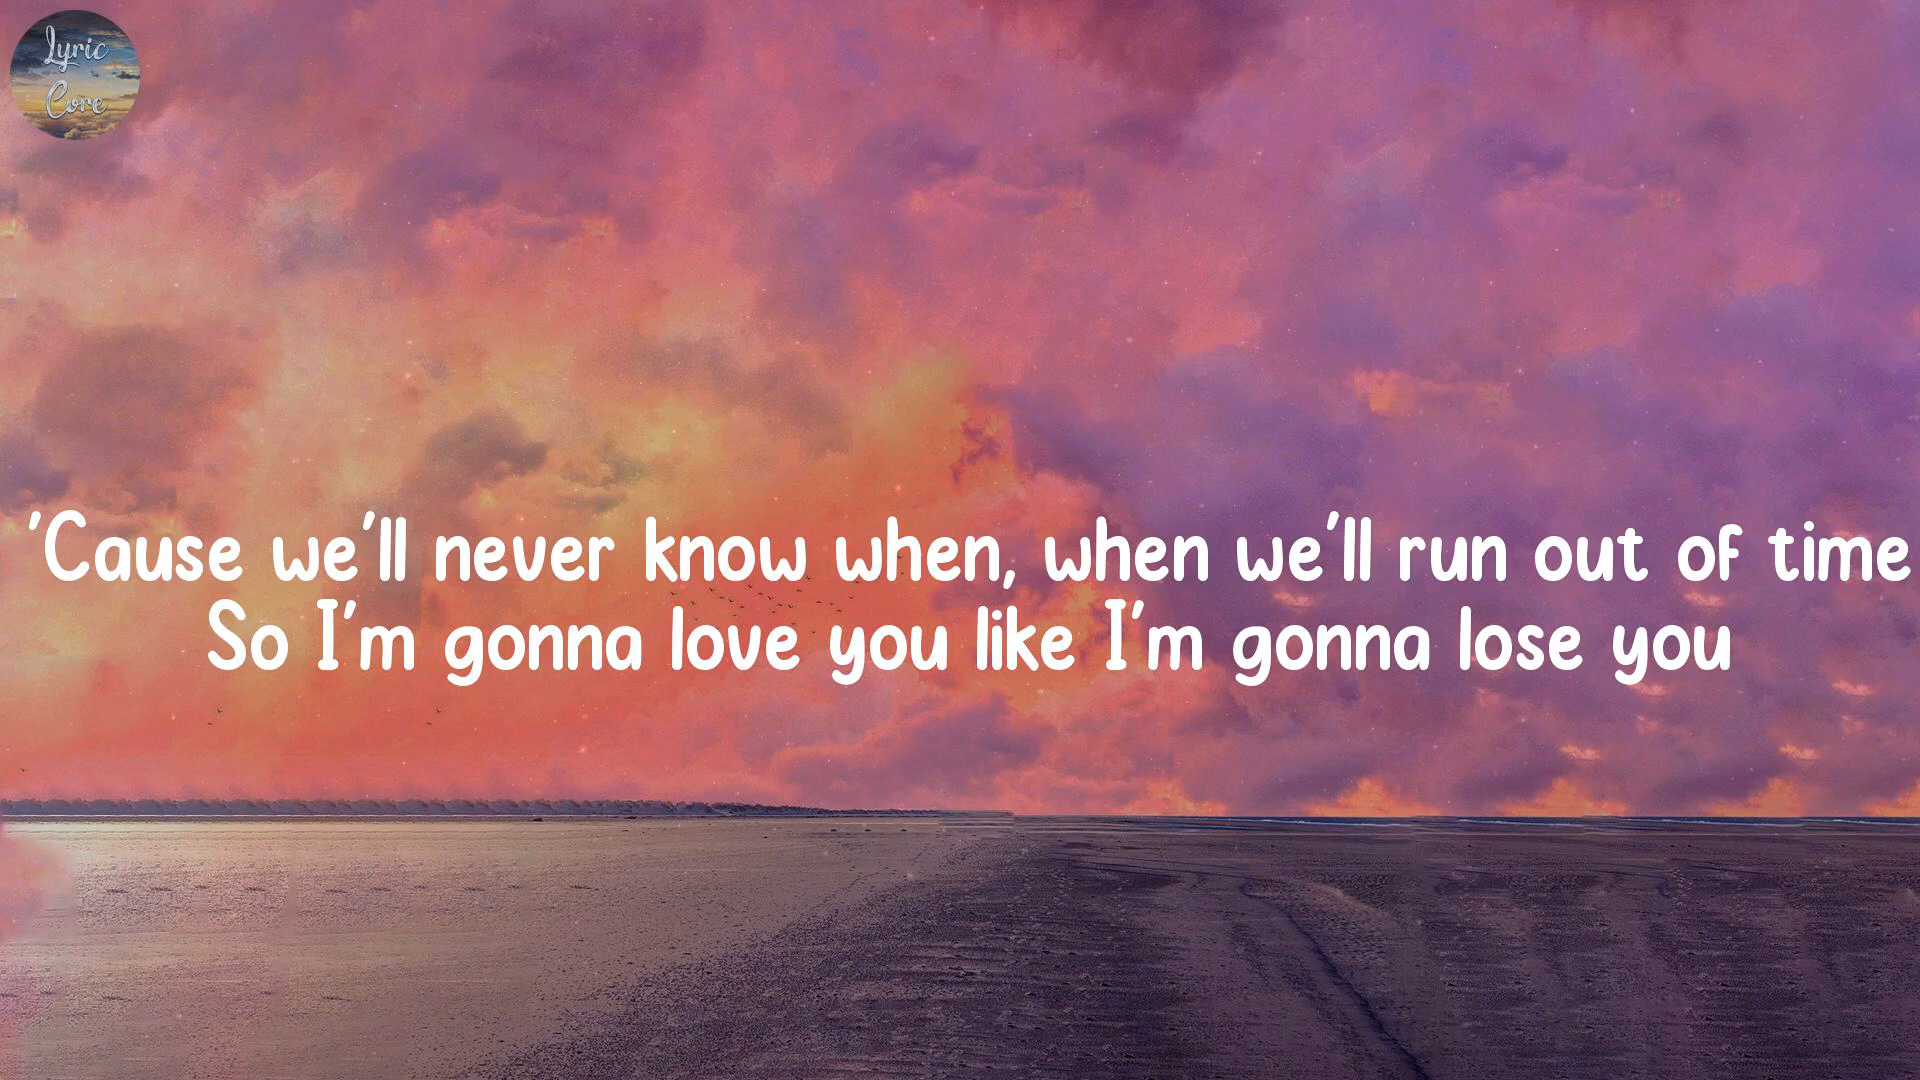 Lyric
Core
'Cause we'll never know when, when we'll run out of time
So I'm gonna love you like I'm gonna lose you